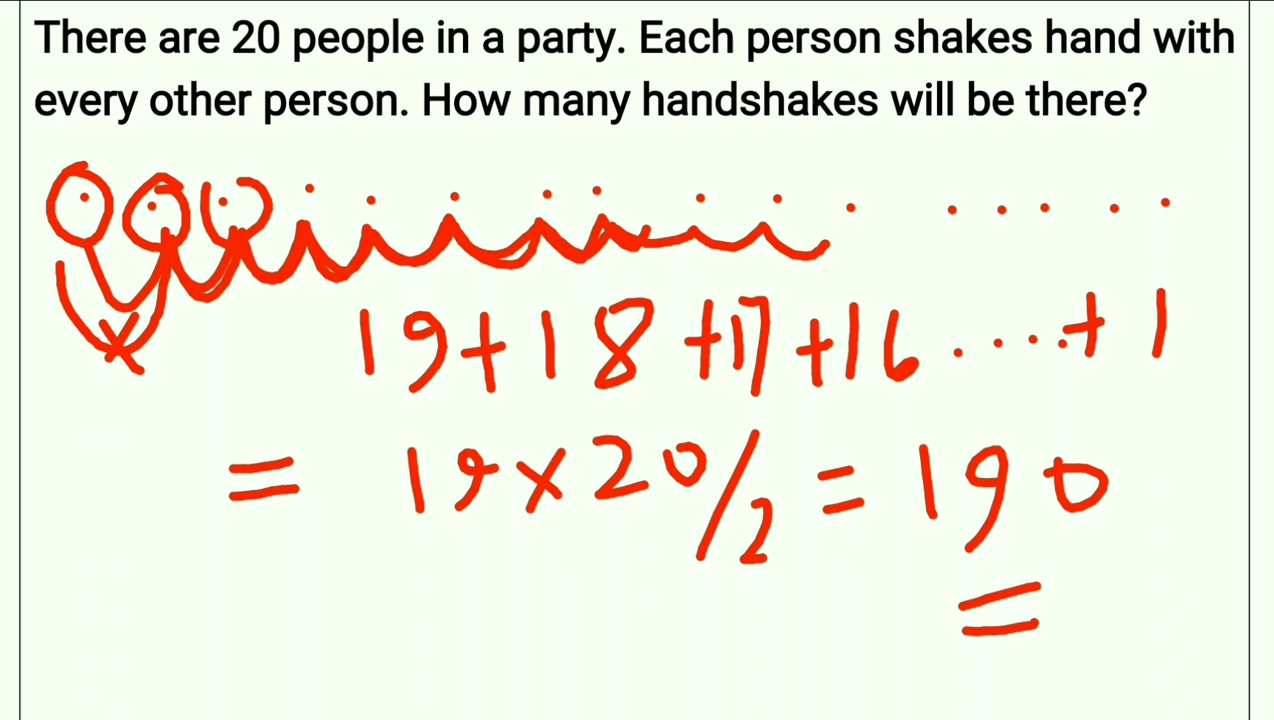 There are 20 people in a party. Each person shakes hand with
every other person. How many handshakes will be there?
19+18+17+16....+1
= 19×20/2 = 190